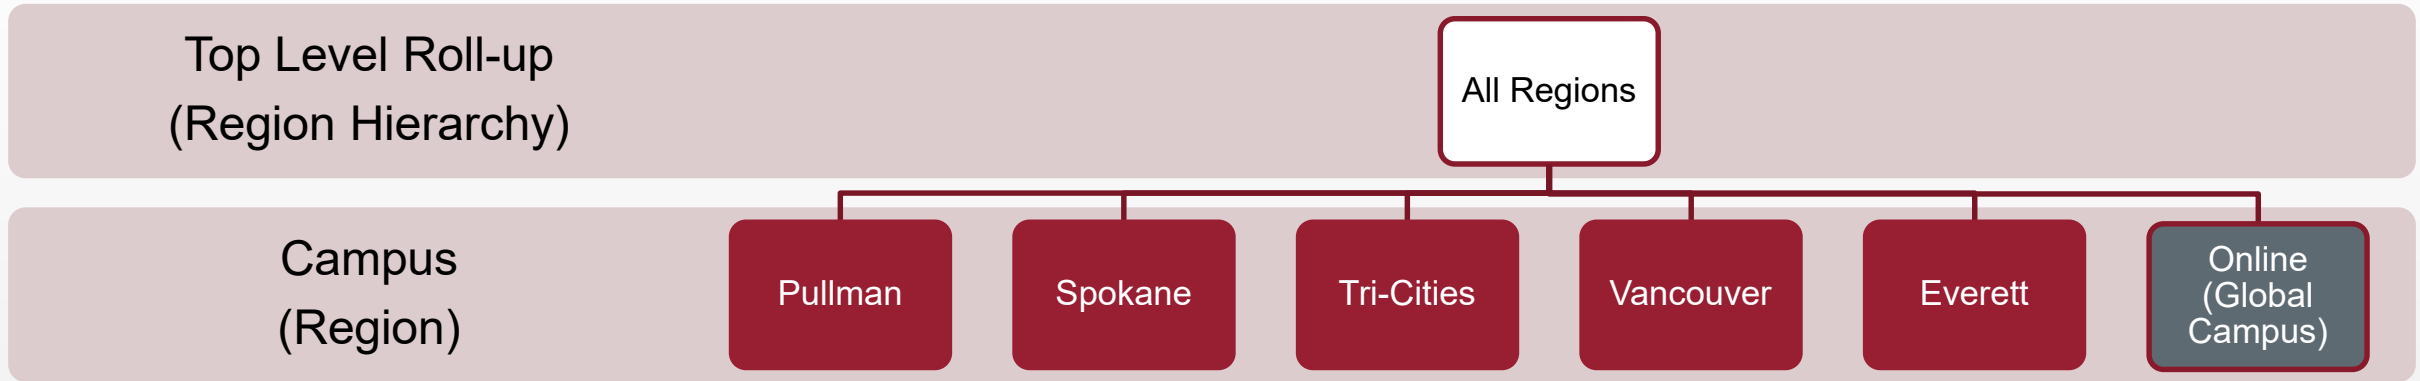 Top Level Roll-up
(Region Hierarchy)
All Regions
Campus
(Region)
Pullman
Spokane
Tri-Cities
Vancouver
Everett
Online
(Global
Campus)